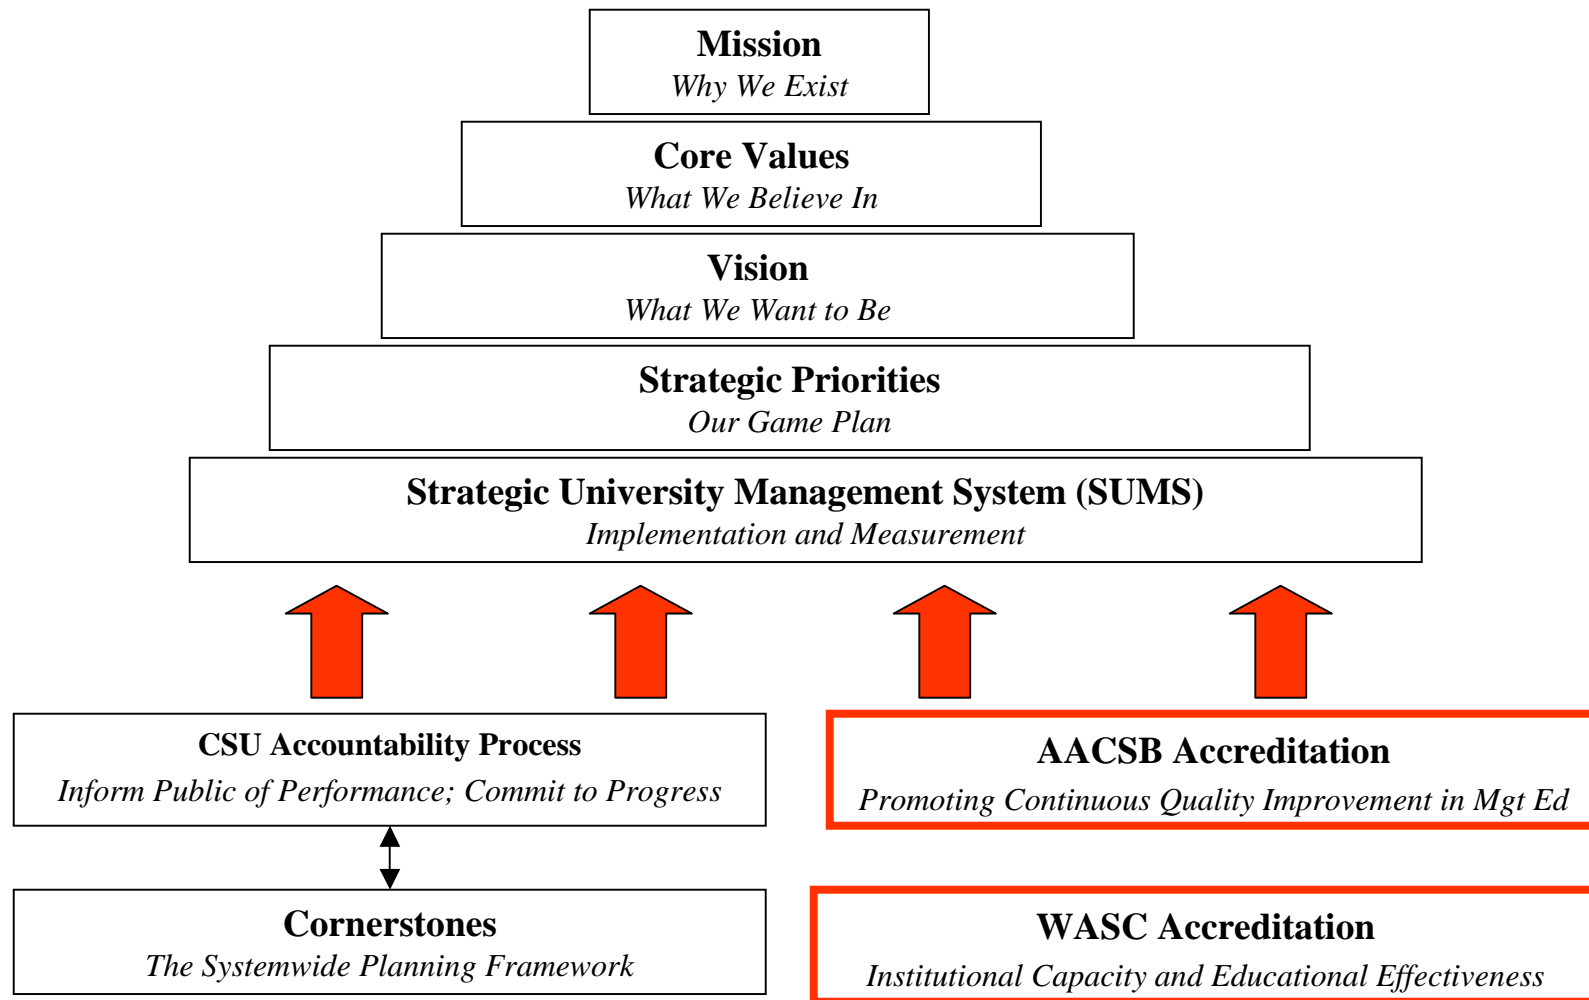 Mission
Why We Exist
Core Values
What We Believe In
Vision
What We Want to Be
Strategic Priorities
Our Game Plan
Strategic University Management System (SUMS)
Implementation and Measurement
CSU Accountability Process
Inform Public of Performance; Commit to Progress
AACSB Accreditation
Promoting Continuous Quality Improvement in Mgt Ed
Cornerstones
The Systemwide Planning Framework
WASC Accreditation
Institutional Capacity and Educational Effectiveness